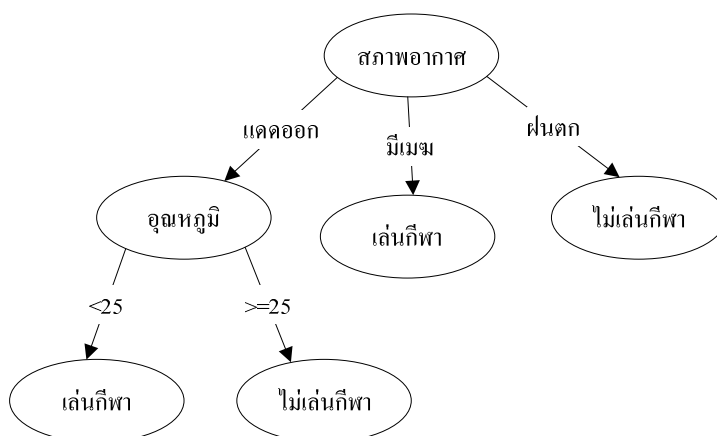 สภาพอากาศ
แดดออก
มีเมฆ
ฝนตก
อุณหภูมิ
เล่นกีฬา
ไม่เล่นกีฬา
<25
>=25
เล่นกีฬา
ไม่เล่นกีฬา